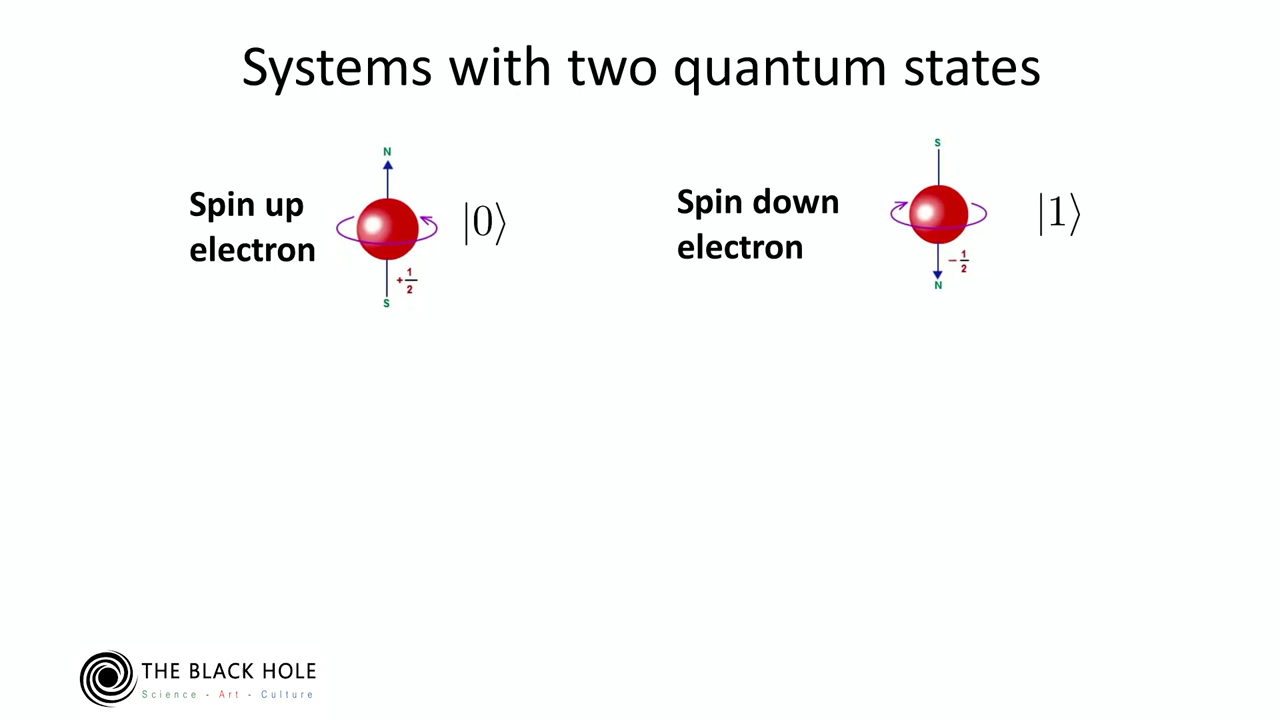 Systems with two quantum states
N
Spin up
electron
|0⟩
+1/2
S
S
Spin down
electron
|1⟩
−1/2
N
THE BLACK HOLE
Science - Art - Culture